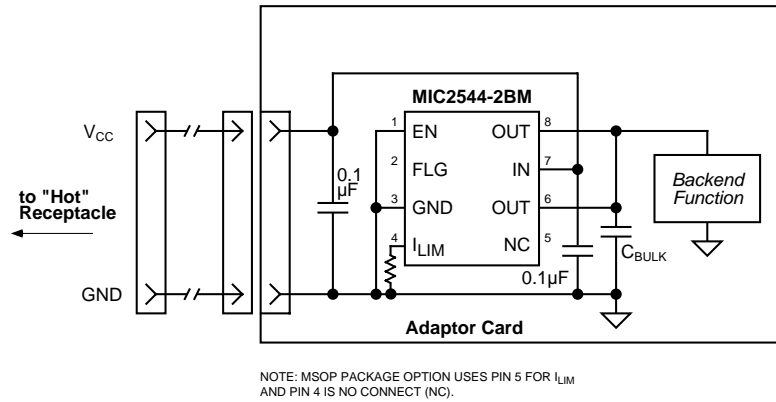 MIC2544-2BM
V_CC
to "Hot"
Receptacle
GND
0.1
µF
1 EN OUT 8
2 FLG IN 7
3 GND OUT 6
4 I_LIM NC 5
0.1µF
C_BULK
Backend
Function
Adaptor Card
NOTE: MSOP PACKAGE OPTION USES PIN 5 FOR I_LIM
AND PIN 4 IS NO CONNECT (NC).